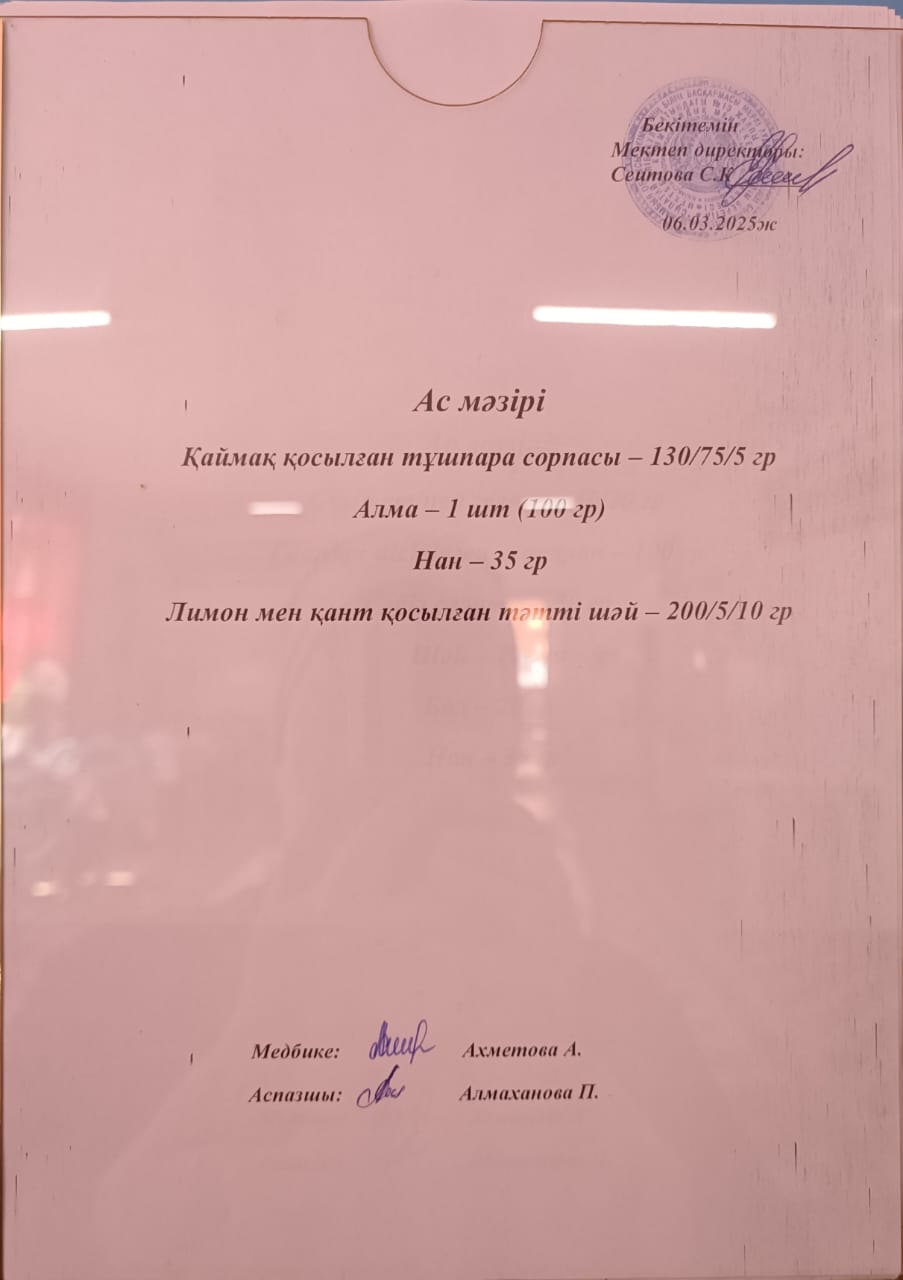 Бекітемін
Мектеп директоры:
Сеитова С.К
06.03.2025ж
Ас мәзірі
Қаймақ қосылған тұшпара сорпасы – 130/75/5 гр
Алма – 1 шт (100 гр)
Нан – 35 гр
Лимон мен қант қосылған тәтті шәй – 200/5/10 гр
Медбике: Ахметова А.
Аспазшы: Алмаханова П.